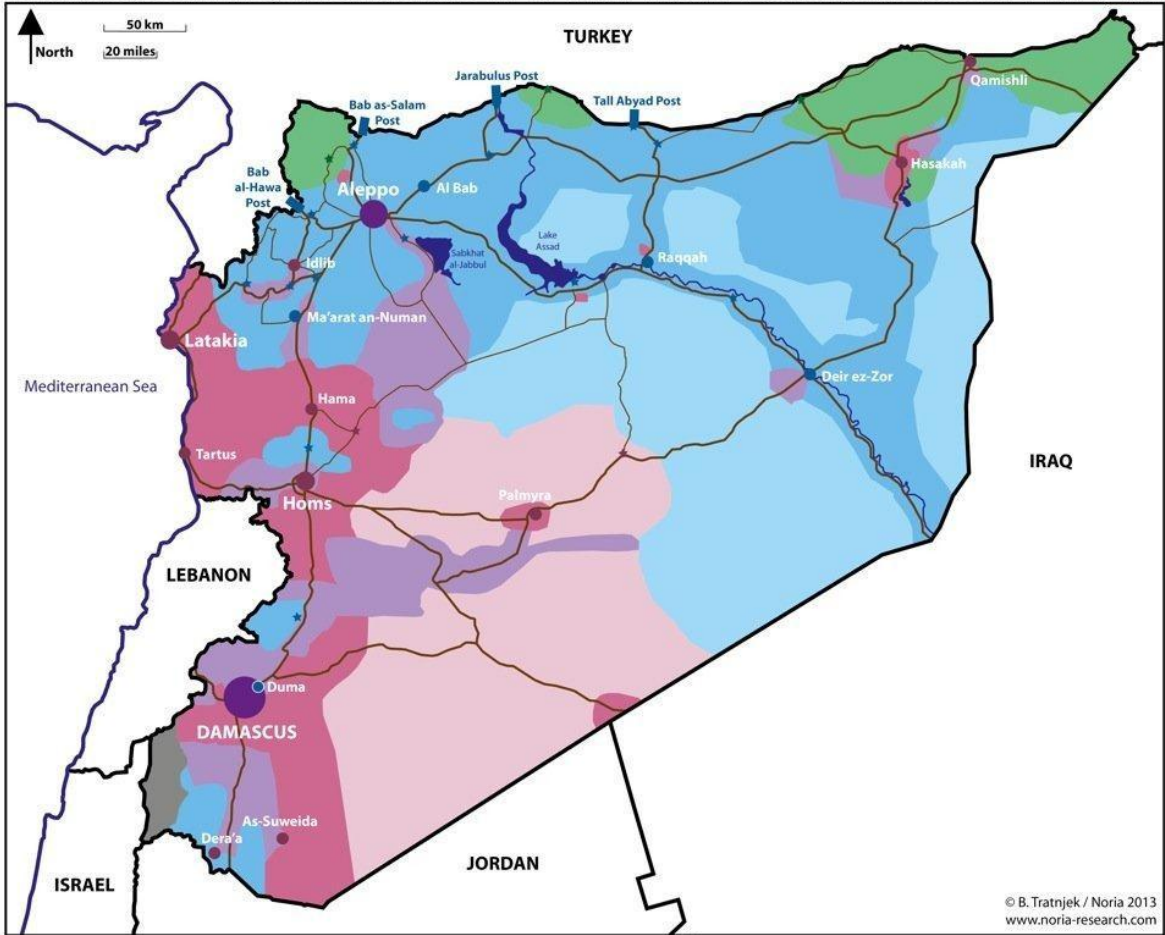 50 km
North
20 miles
TURKEY
Jarabulus Post
Bab as-Salam
Post
Tall Abyad Post
Qamishli
Bab
al-Hawa
Post
Aleppo
Al Bab
Hasakah
Idlib
Sabkhat
al-Jabbul
Lake
Assad
Raqqah
Ma'arat an-Numan
Latakia
Mediterranean Sea
Deir ez-Zor
Hama
Tartus
IRAQ
Homs
Palmyra
LEBANON
Duma
DAMASCUS
As-Suweida
Dera'a
ISRAEL
JORDAN
© B. Tratnjek / Noria 2013
www.noria-research.com